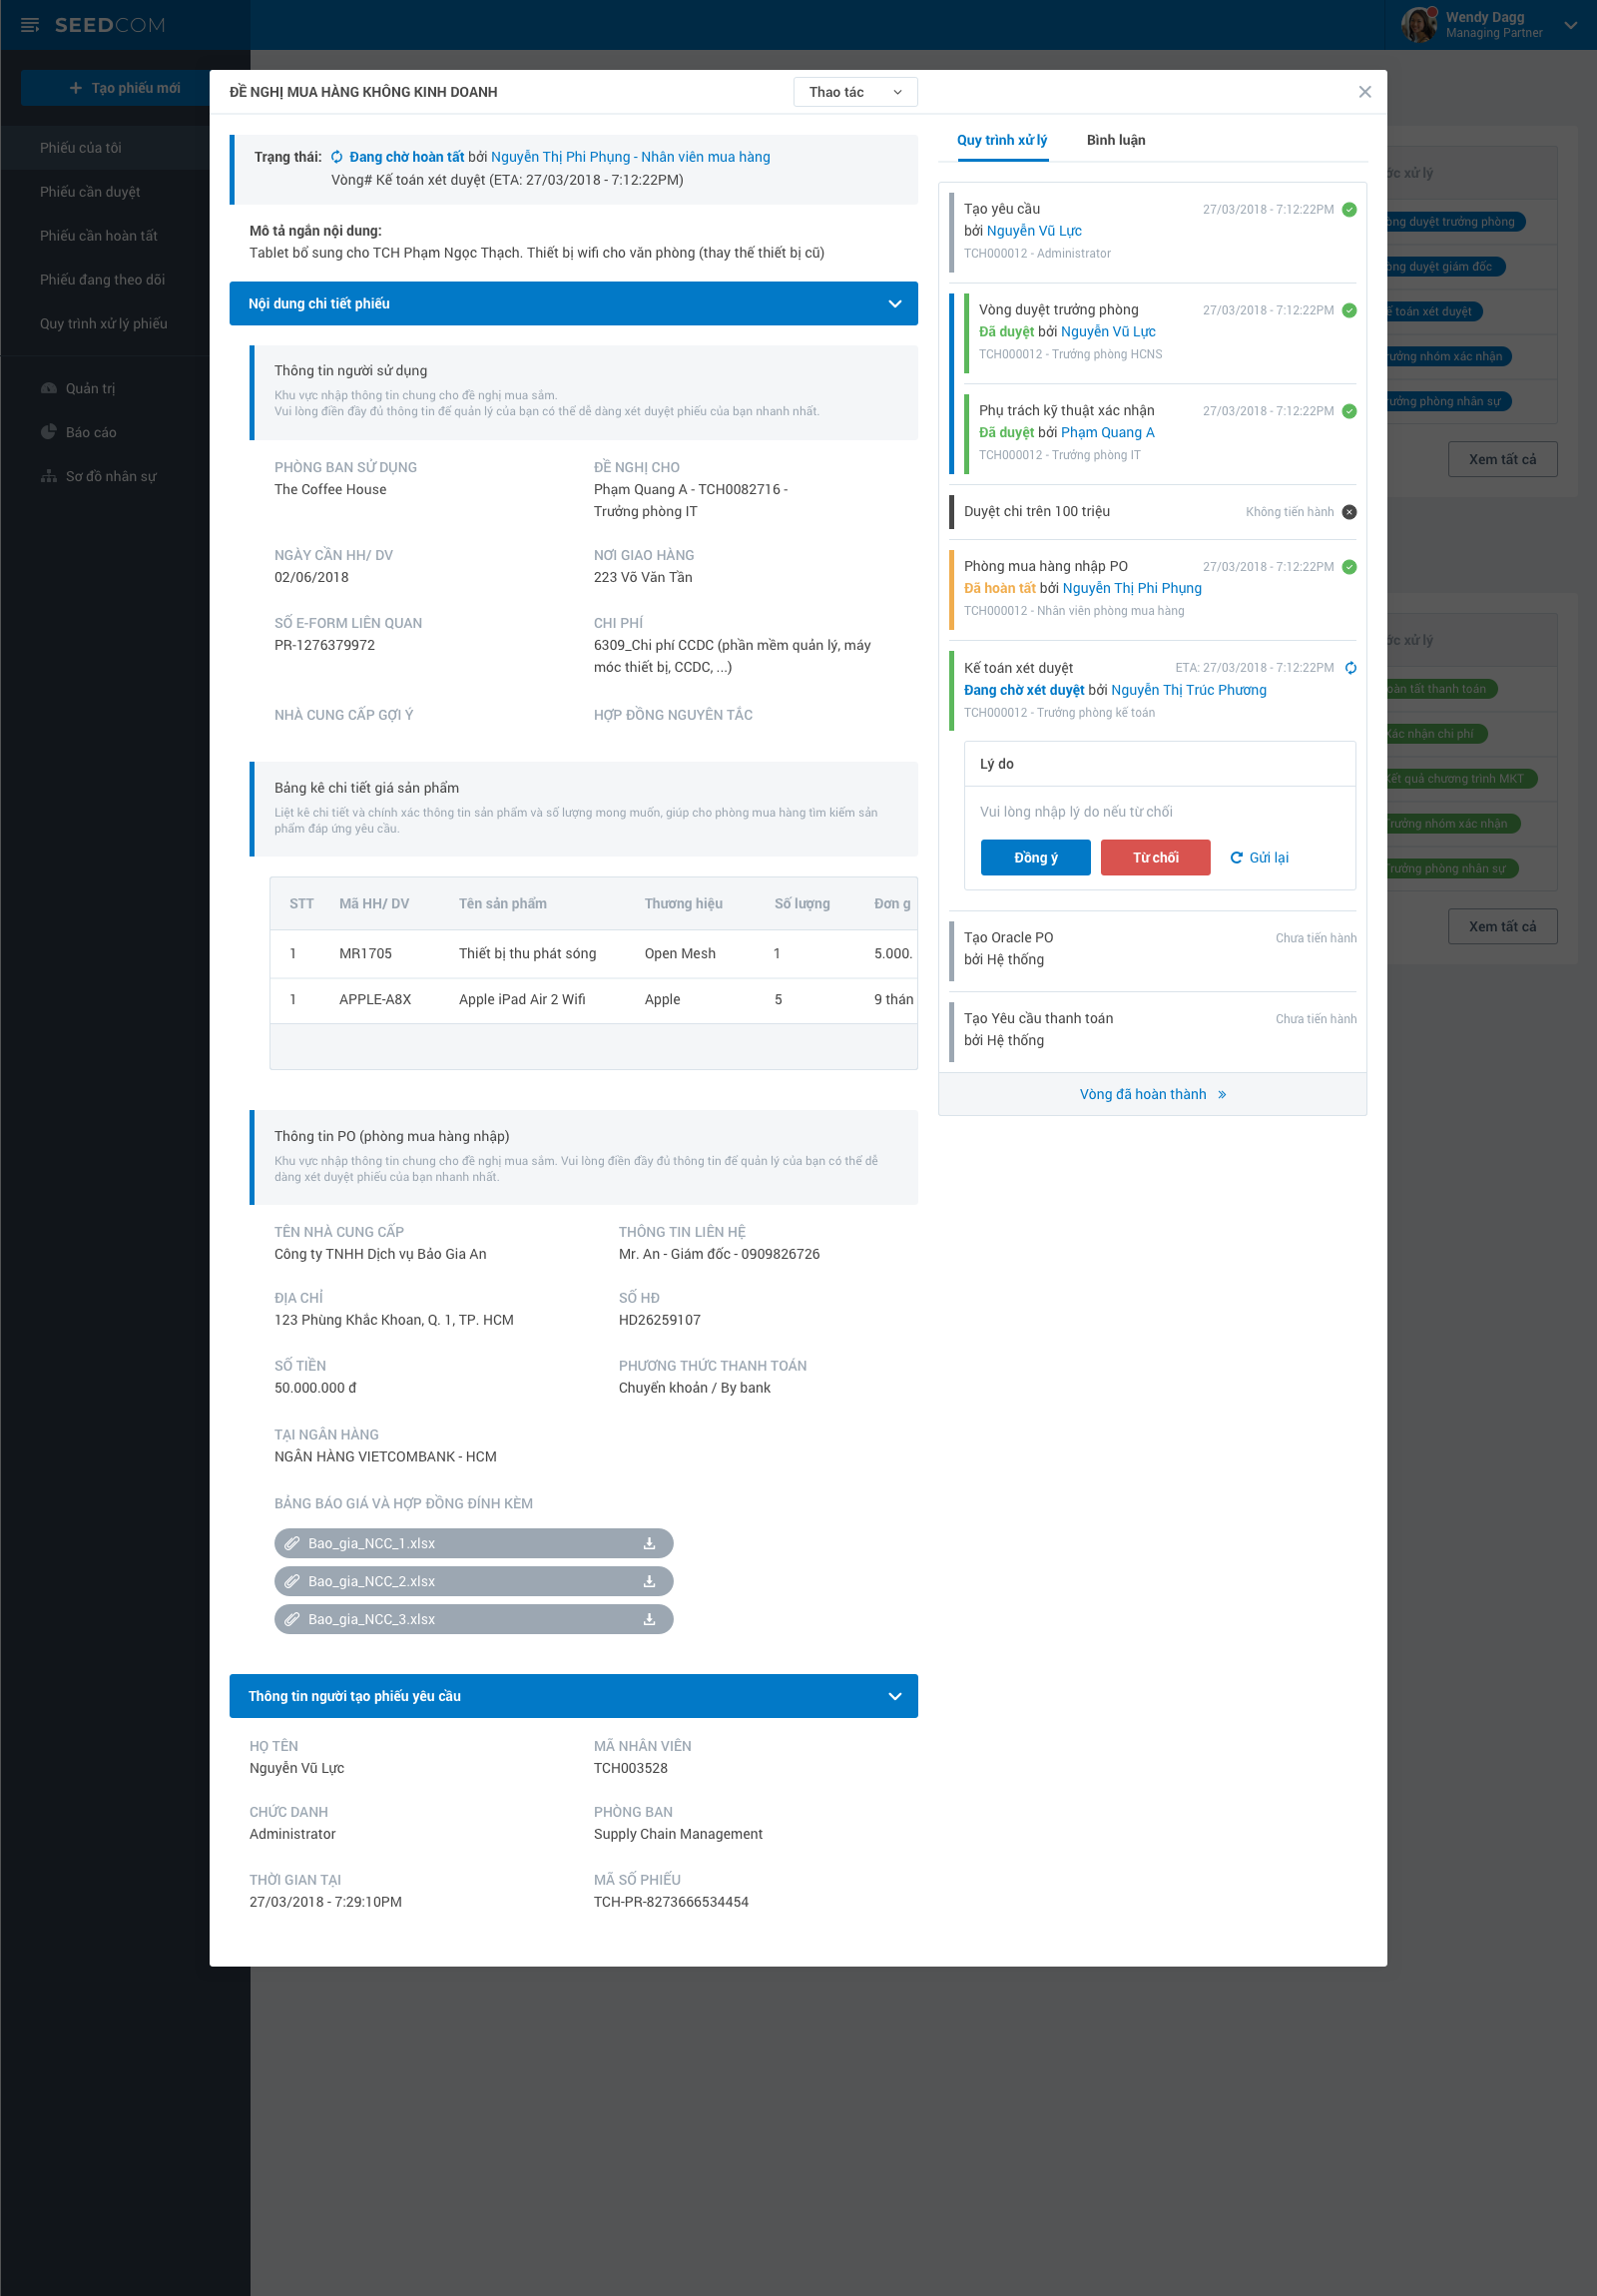 SEEDCOM
Wendy Dagg
Managing Partner
Tạo phiếu mới
Phiếu của tôi
Phiếu cần duyệt
Phiếu cần hoàn tất
Phiếu đang theo dõi
Quy trình xử lý phiếu
Quản trị
Báo cáo
Sơ đồ nhân sự
ĐỀ NGHỊ MUA HÀNG KHÔNG KINH DOANH
Thao tác
Trạng thái: Đang chờ hoàn tất bởi Nguyễn Thị Phi Phụng - Nhân viên mua hàng
Vòng# Kế toán xét duyệt (ETA: 27/03/2018 - 7:12:22PM)
Mô tả ngắn nội dung:
Tablet bổ sung cho TCH Phạm Ngọc Thạch. Thiết bị wifi cho văn phòng (thay thế thiết bị cũ)
Nội dung chi tiết phiếu
Thông tin người sử dụng
Khu vực nhập thông tin chung cho đề nghị mua sắm.
Vui lòng điền đầy đủ thông tin để quản lý của bạn có thể dễ dàng xét duyệt phiếu của bạn nhanh nhất.
PHÒNG BAN SỬ DỤNG
The Coffee House
ĐỀ NGHỊ CHO
Phạm Quang A - TCH0082716 -
Trưởng phòng IT
NGÀY CẦN HH/ DV
02/06/2018
NƠI GIAO HÀNG
223 Võ Văn Tần
SỐ E-FORM LIÊN QUAN
PR-1276379972
CHI PHÍ
6309_Chi phí CCDC (phần mềm quản lý, máy
móc thiết bị, CCDC, ...)
NHÀ CUNG CẤP GỢI Ý
HỢP ĐỒNG NGUYÊN TẮC
Bảng kê chi tiết giá sản phẩm
Liệt kê chi tiết và chính xác thông tin sản phẩm và số lượng mong muốn, giúp cho phòng mua hàng tìm kiếm sản
phẩm đáp ứng yêu cầu.
STT Mã HH/ DV Tên sản phẩm Thương hiệu Số lượng Đơn g
1 MR1705 Thiết bị thu phát sóng Open Mesh 1 5.000.
1 APPLE-A8X Apple iPad Air 2 Wifi Apple 5 9 thán
Thông tin PO (phòng mua hàng nhập)
Khu vực nhập thông tin chung cho đề nghị mua sắm. Vui lòng điền đầy đủ thông tin để quản lý của bạn có thể dễ
dàng xét duyệt phiếu của bạn nhanh nhất.
TÊN NHÀ CUNG CẤP
Công ty TNHH Dịch vụ Bảo Gia An
THÔNG TIN LIÊN HỆ
Mr. An - Giám đốc - 0909826726
ĐỊA CHỈ
123 Phùng Khắc Khoan, Q. 1, TP. HCM
SỐ HĐ
HD26259107
SỐ TIỀN
50.000.000 đ
PHƯƠNG THỨC THANH TOÁN
Chuyển khoản / By bank
TẠI NGÂN HÀNG
NGÂN HÀNG VIETCOMBANK - HCM
BẢNG BÁO GIÁ VÀ HỢP ĐỒNG ĐÍNH KÈM
Bao_gia_NCC_1.xlsx
Bao_gia_NCC_2.xlsx
Bao_gia_NCC_3.xlsx
Thông tin người tạo phiếu yêu cầu
HỌ TÊN
Nguyễn Vũ Lực
MÃ NHÂN VIÊN
TCH003528
CHỨC DANH
Administrator
PHÒNG BAN
Supply Chain Management
THỜI GIAN TẠI
27/03/2018 - 7:29:10PM
MÃ SỐ PHIẾU
TCH-PR-8273666534454
Quy trình xử lý Bình luận
Tạo yêu cầu 27/03/2018 - 7:12:22PM
bởi Nguyễn Vũ Lực
TCH000012 - Administrator
Vòng duyệt trưởng phòng 27/03/2018 - 7:12:22PM
Đã duyệt bởi Nguyễn Vũ Lực
TCH000012 - Trưởng phòng HCNS
Phụ trách kỹ thuật xác nhận 27/03/2018 - 7:12:22PM
Đã duyệt bởi Phạm Quang A
TCH000012 - Trưởng phòng IT
Duyệt chi trên 100 triệu Không tiến hành
Phòng mua hàng nhập PO 27/03/2018 - 7:12:22PM
Đã hoàn tất bởi Nguyễn Thị Phi Phụng
TCH000012 - Nhân viên phòng mua hàng
Kế toán xét duyệt ETA: 27/03/2018 - 7:12:22PM
Đang chờ xét duyệt bởi Nguyễn Thị Trúc Phương
TCH000012 - Trưởng phòng kế toán
Lý do
Vui lòng nhập lý do nếu từ chối
Đồng ý Từ chối Gửi lại
Tạo Oracle PO Chưa tiến hành
bởi Hệ thống
Tạo Yêu cầu thanh toán Chưa tiến hành
bởi Hệ thống
Vòng đã hoàn thành
xử lý
duyệt trưởng phòng
duyệt giám đốc
toán xét duyệt
nhóm xác nhận
phòng nhân sự
Xem tất cả
xử lý
tất thanh toán
Xác nhận chi phí
Kết quả chương trình MKT
Trưởng nhóm xác nhận
Trưởng phòng nhân sự
Xem tất cả